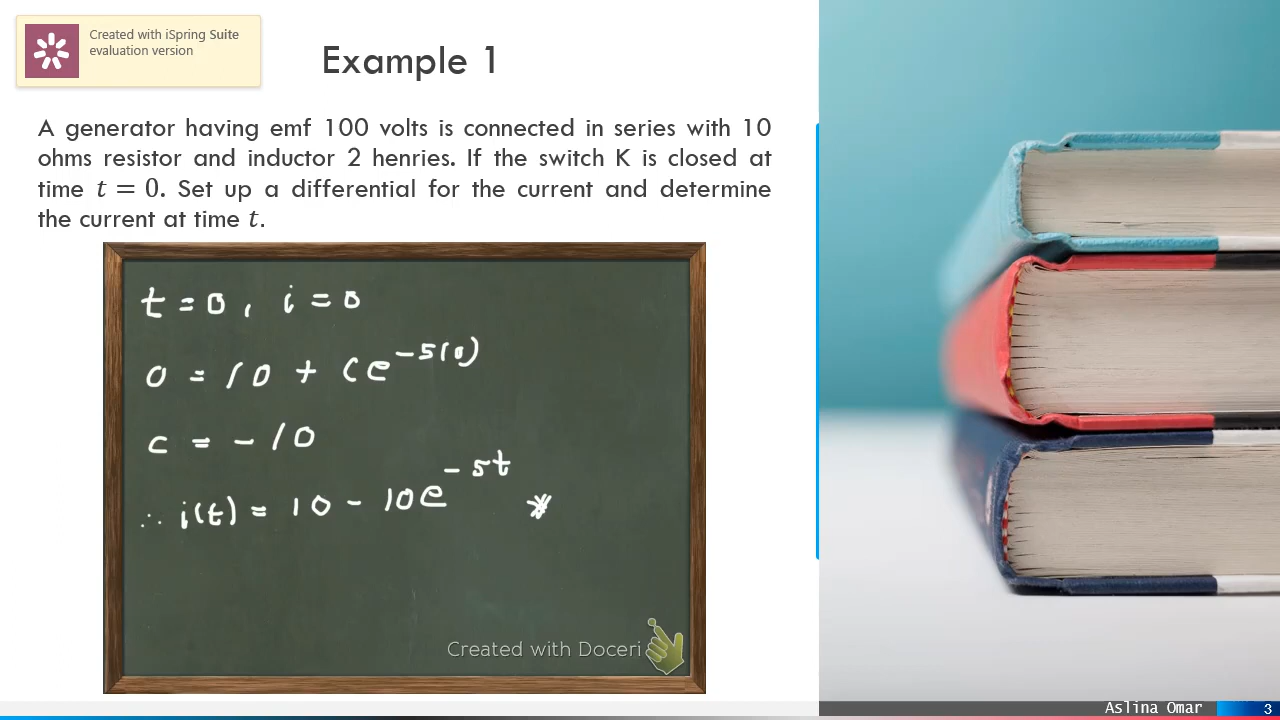 Created with iSpring Suite
evaluation version
Example 1
A generator having emf 100 volts is connected in series with 10
ohms resistor and inductor 2 henries. If the switch K is closed at
time t = 0. Set up a differential for the current and determine
the current at time t.
t = 0, i = 0
0 = 10 + Ce^{-5(0)}
c = -10
∴ i(t) = 10 - 10e^{-5t} *
Created with Doceri
Aslina Omar
3